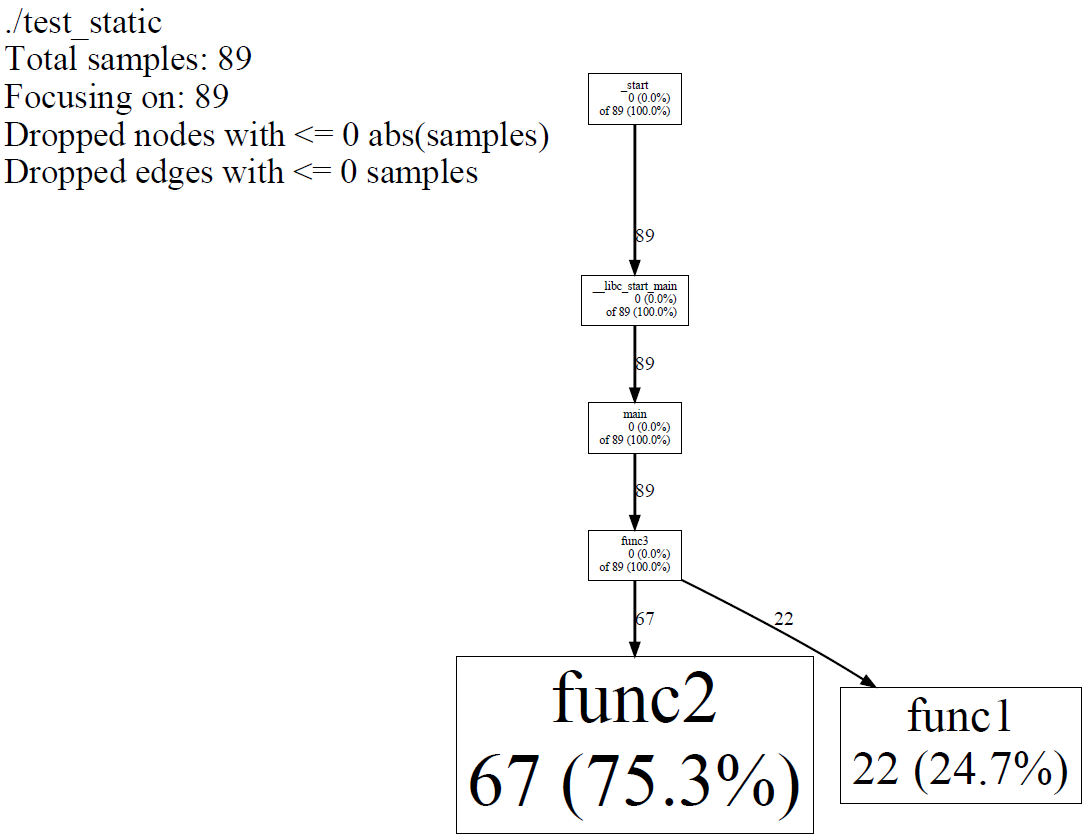 ./test_static
Total samples: 89
Focusing on: 89
Dropped nodes with <= 0 abs(samples)
Dropped edges with <= 0 samples
_start
0 (0.0%)
of 89 (100.0%)
89
__libc_start_main
0 (0.0%)
of 89 (100.0%)
89
main
0 (0.0%)
of 89 (100.0%)
89
func3
0 (0.0%)
of 89 (100.0%)
67
22
func2
67 (75.3%)
func1
22 (24.7%)